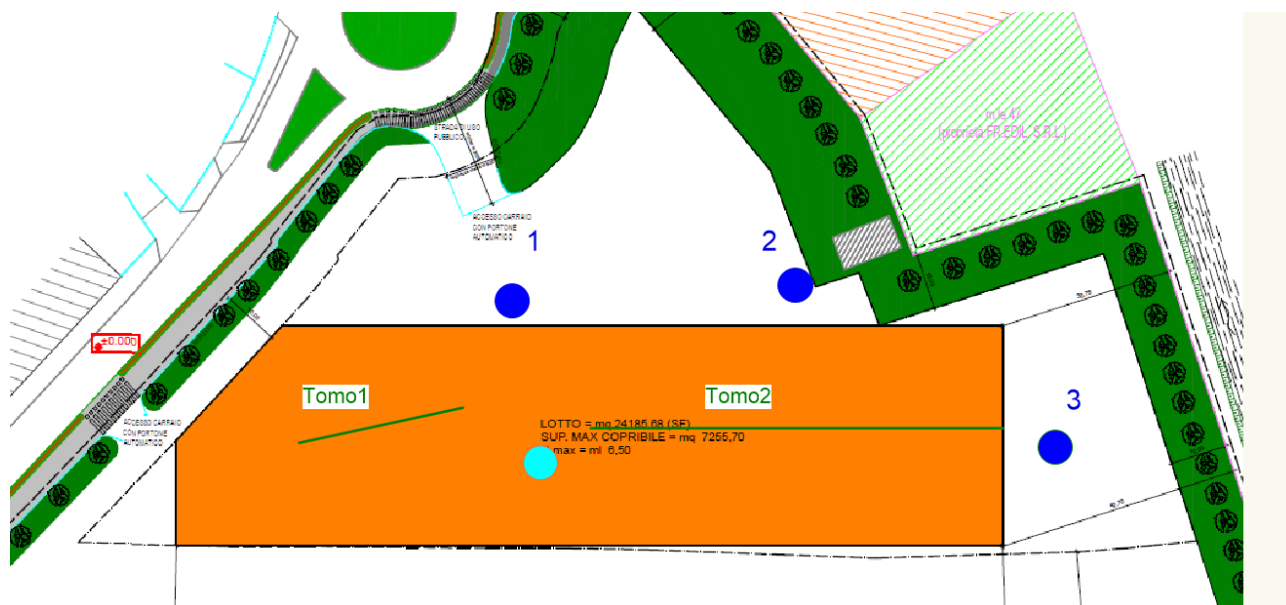 STRADA DI USO
PUBBLICO
m.le 47
(proprietà FR.EDIL. S.R.L.)
ACCESSO CARRAIO
CON PORTONE
AUTOMATICO
1
2
±0.000
Tomo1
Tomo2
3
LOTTO = mq 24185,68 (SF)
SUP. MAX COPRIBILE = mq 7255,70
max = ml 6,50
ACCESSO CARRAIO
CON PORTONE
AUTOMATICO